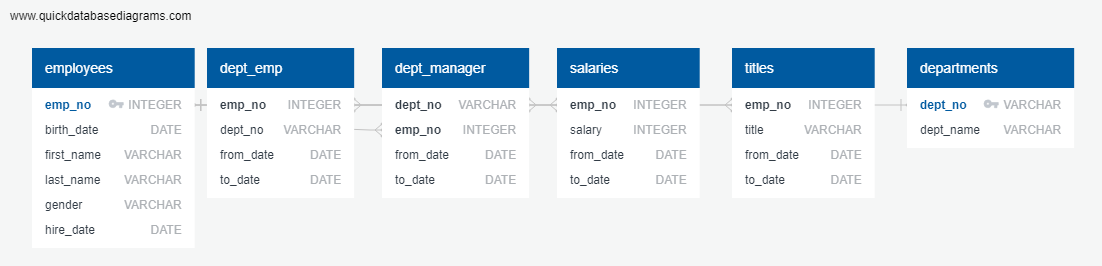 www.quickdatabasediagrams.com
employees
emp_no INTEGER
birth_date DATE
first_name VARCHAR
last_name VARCHAR
gender VARCHAR
hire_date DATE
dept_emp
emp_no INTEGER
dept_no VARCHAR
from_date DATE
to_date DATE
dept_manager
dept_no VARCHAR
emp_no INTEGER
from_date DATE
to_date DATE
salaries
emp_no INTEGER
salary INTEGER
from_date DATE
to_date DATE
titles
emp_no INTEGER
title VARCHAR
from_date DATE
to_date DATE
departments
dept_no VARCHAR
dept_name VARCHAR